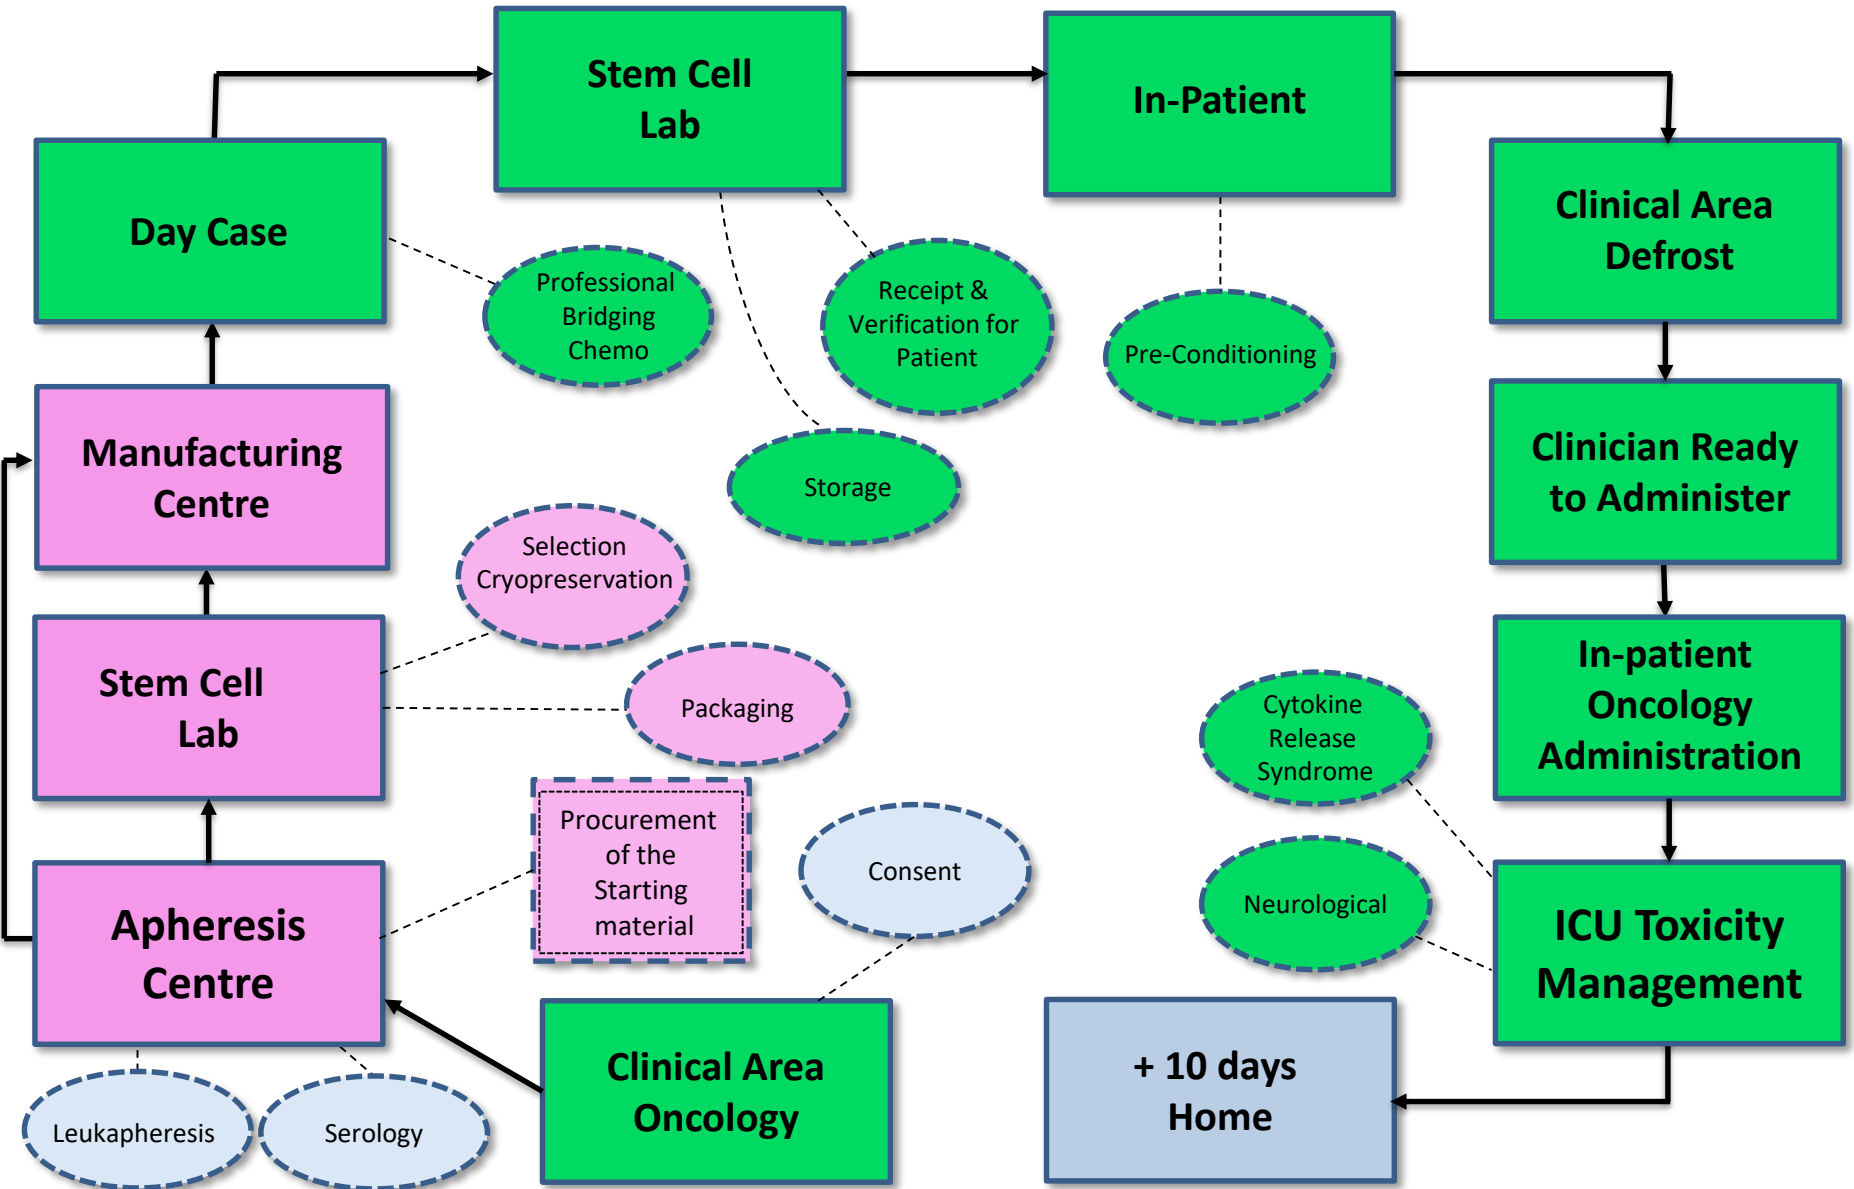 Stem Cell
Lab
In-Patient
Day Case
Clinical Area
Defrost
Professional
Bridging
Chemo
Receipt &
Verification for
Patient
Pre-Conditioning
Manufacturing
Centre
Storage
Clinician Ready
to Administer
Selection
Cryopreservation
Stem Cell
Lab
Packaging
In-patient
Oncology
Administration
Cytokine
Release
Syndrome
Procurement
of the
Starting
material
Consent
Neurological
Apheresis
Centre
ICU Toxicity
Management
Clinical Area
Oncology
+ 10 days
Home
Leukapheresis
Serology